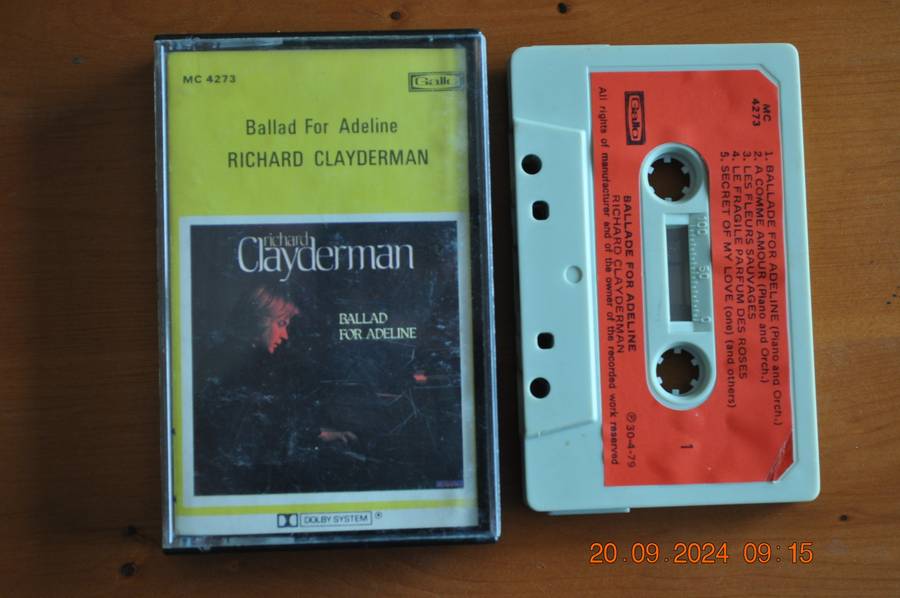 MC 4273
Gallo
Ballad For Adeline
RICHARD CLAYDERMAN
richard
Clayderman
BALLAD
FOR ADELINE
DOLBY SYSTEM
MC
4273
1. BALLADE FOR ADELINE (Piano and Orch.)
2. A COMME AMOUR (Piano and Orch.)
3. LES FLEURS SAUVAGES
4. LE FRAGILE PARFUM DES ROSES
5. SECRET OF MY LOVE (one) (and others)
100 50 0
1
Gallo
BALLADE FOR ADELINE
RICHARD CLAYDERMAN
℗30-4-79
All rights of manufacturer and of the owner of the recorded work reserved
20.09.2024 09:15